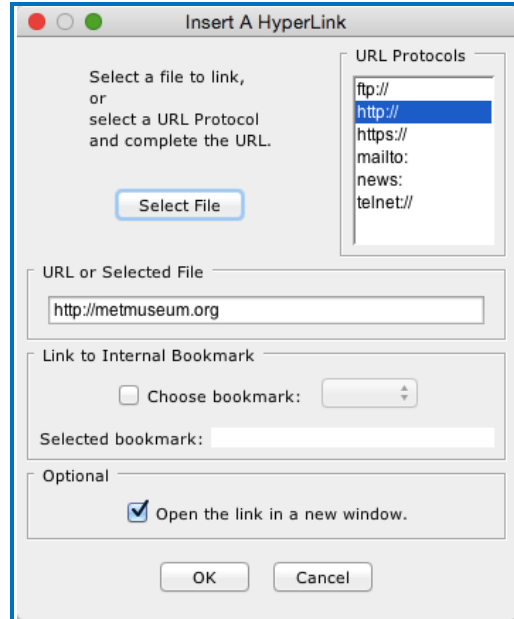 Insert A HyperLink
Select a file to link,
or
select a URL Protocol
and complete the URL.
Select File
URL Protocols
ftp://
http://
https://
mailto:
news:
telnet://
URL or Selected File
http://metmuseum.org
Link to Internal Bookmark
Choose bookmark:
Selected bookmark:
Optional
Open the link in a new window.
OK Cancel